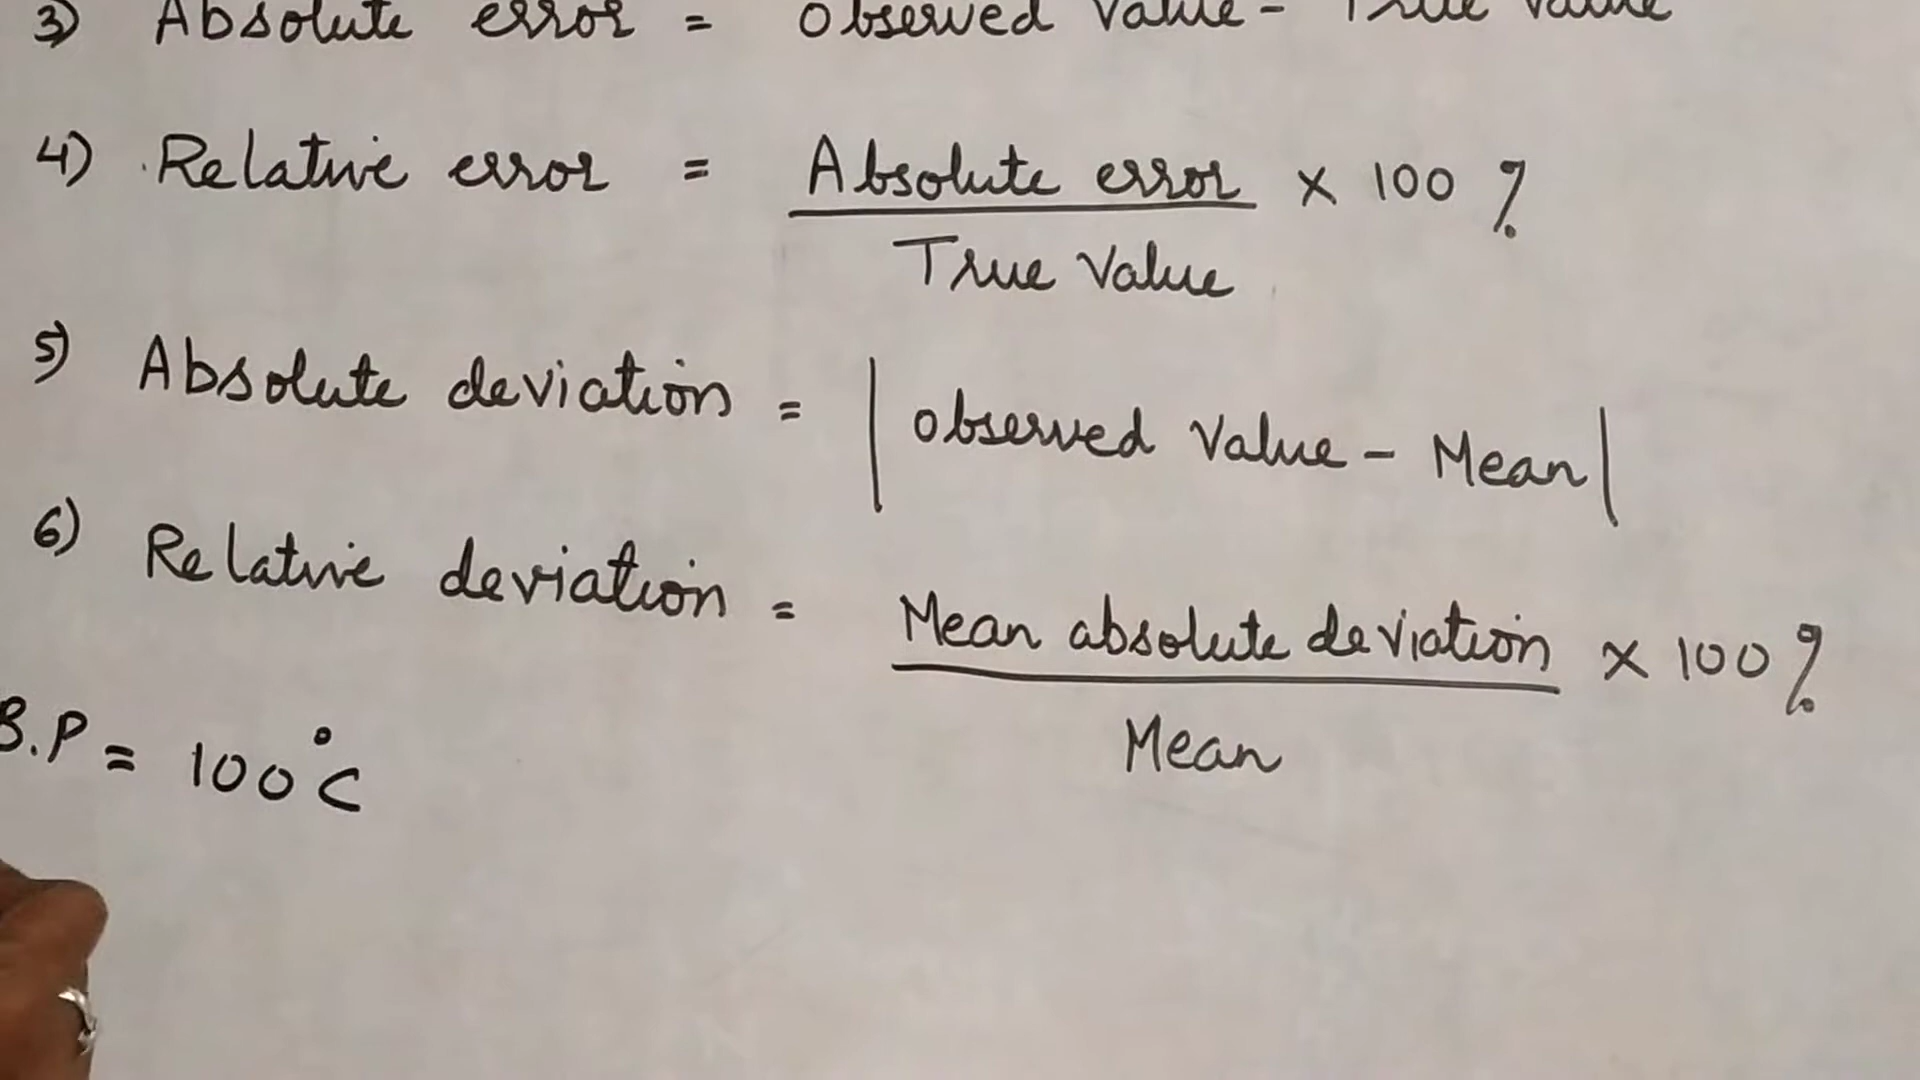 3) Absolute error = Observed Value - True Value
4) Relative error = Absolute error × 100 %
True Value
5) Absolute deviation = | observed Value - Mean |
6) Relative deviation = Mean absolute deviation × 100 %
Mean
B.P = 100°C